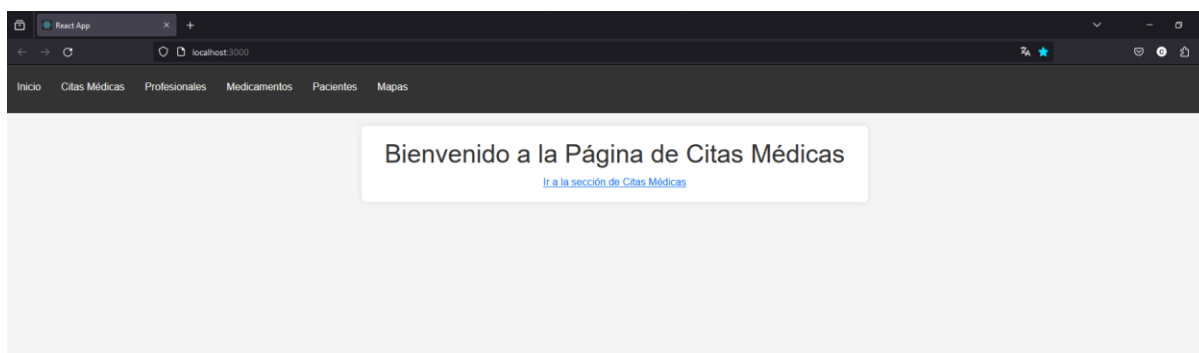 React App
localhost:3000
Inicio Citas Médicas Profesionales Medicamentos Pacientes Mapas
Bienvenido a la Página de Citas Médicas
Ir a la sección de Citas Médicas